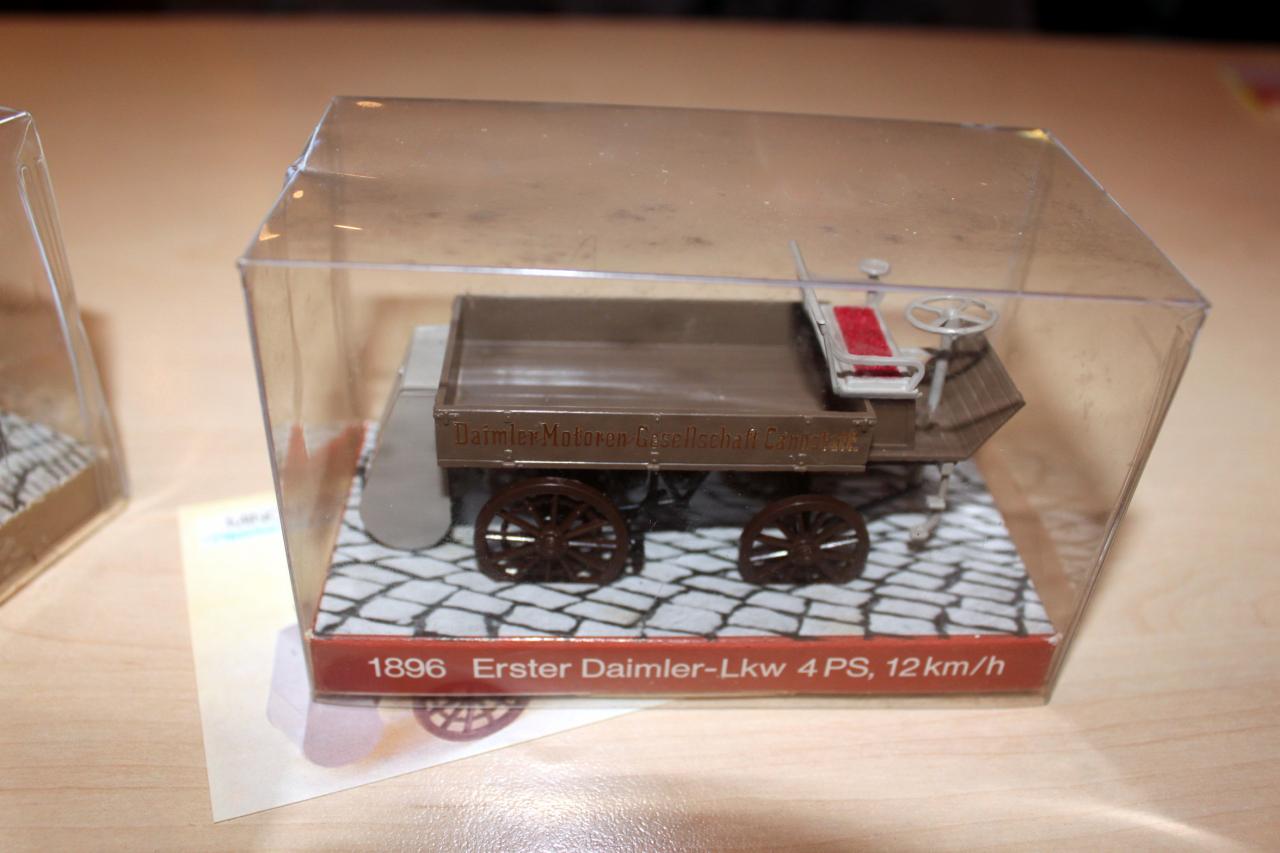 Daimler Motoren-Gesellschaft Cannstatt
1896 Erster Daimler-Lkw 4 PS, 12 km/h